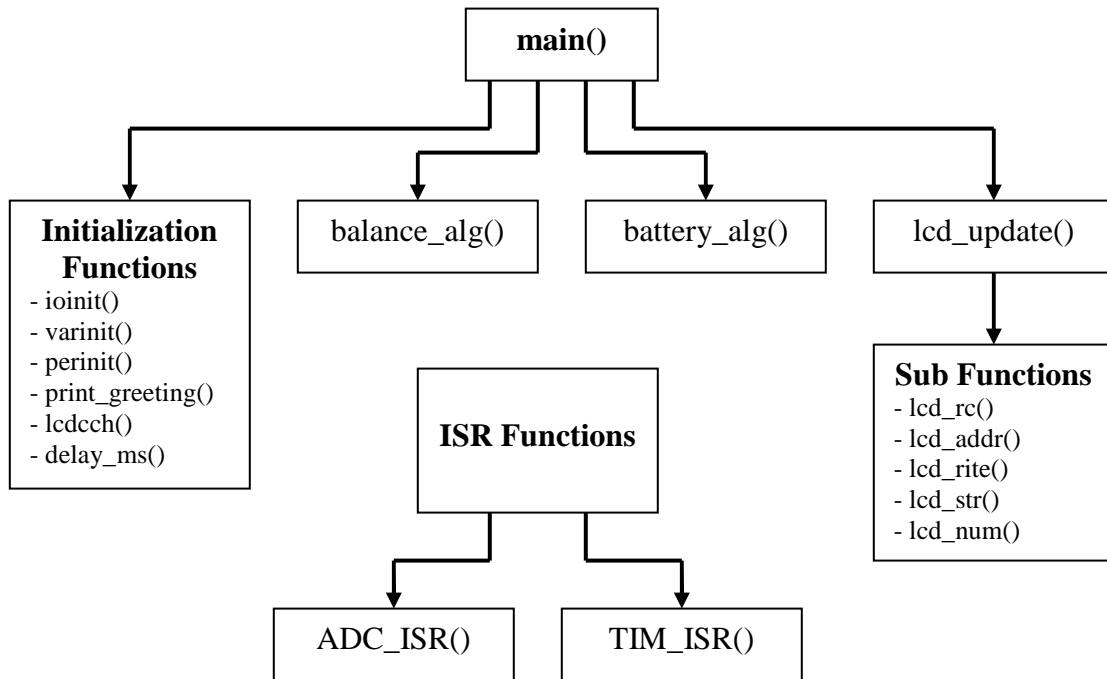 main()
Initialization
Functions
- ioinit()
- varinit()
- perinit()
- print_greeting()
- lcdcch()
- delay_ms()
balance_alg()
battery_alg()
lcd_update()
Sub Functions
- lcd_rc()
- lcd_addr()
- lcd_rite()
- lcd_str()
- lcd_num()
ISR Functions
ADC_ISR()
TIM_ISR()